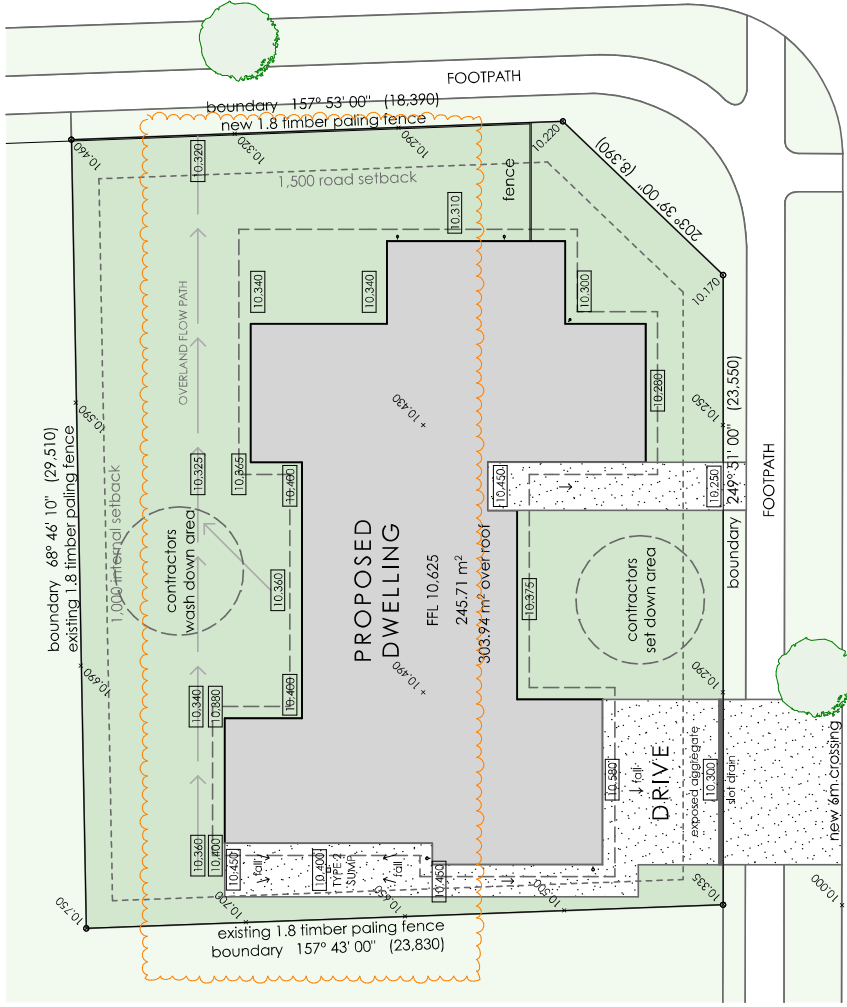 FOOTPATH
boundary 157° 53' 00" (18,390)
new 1.8 timber paling fence
10.460
10.320
10.320
10.290
10.220
1,500 road setback
fence
203° 39' 00" (8,390)
10.310
10.340
10.340
10.300
10.170
OVERLAND FLOW PATH
10.280
10.250
10.430
10.590
boundary 249° 51' 00" (23,550)
FOOTPATH
boundary 68° 46' 10" (29,510)
existing 1.8 timber paling fence
1,000 internal setback
10.325
10.365
10.400
10.450
10.250
contractors
wash down area
10.360
PROPOSED
DWELLING
FFL 10,625
245.71 m²
303.94 m² over roof
10.375
contractors
set down area
10.690
10.490
10.290
10.340
10.400
10.580
fall
DRIVE
exposed aggregate
10.300
slot drain
new 6m crossing
10.360
10.400
10.450
fall
10.400
TYPE-2
SUMP
fall
10.450
10.750
10.700
10.650
10.500
10.335
10.000
existing 1.8 timber paling fence
boundary 157° 43' 00" (23,830)